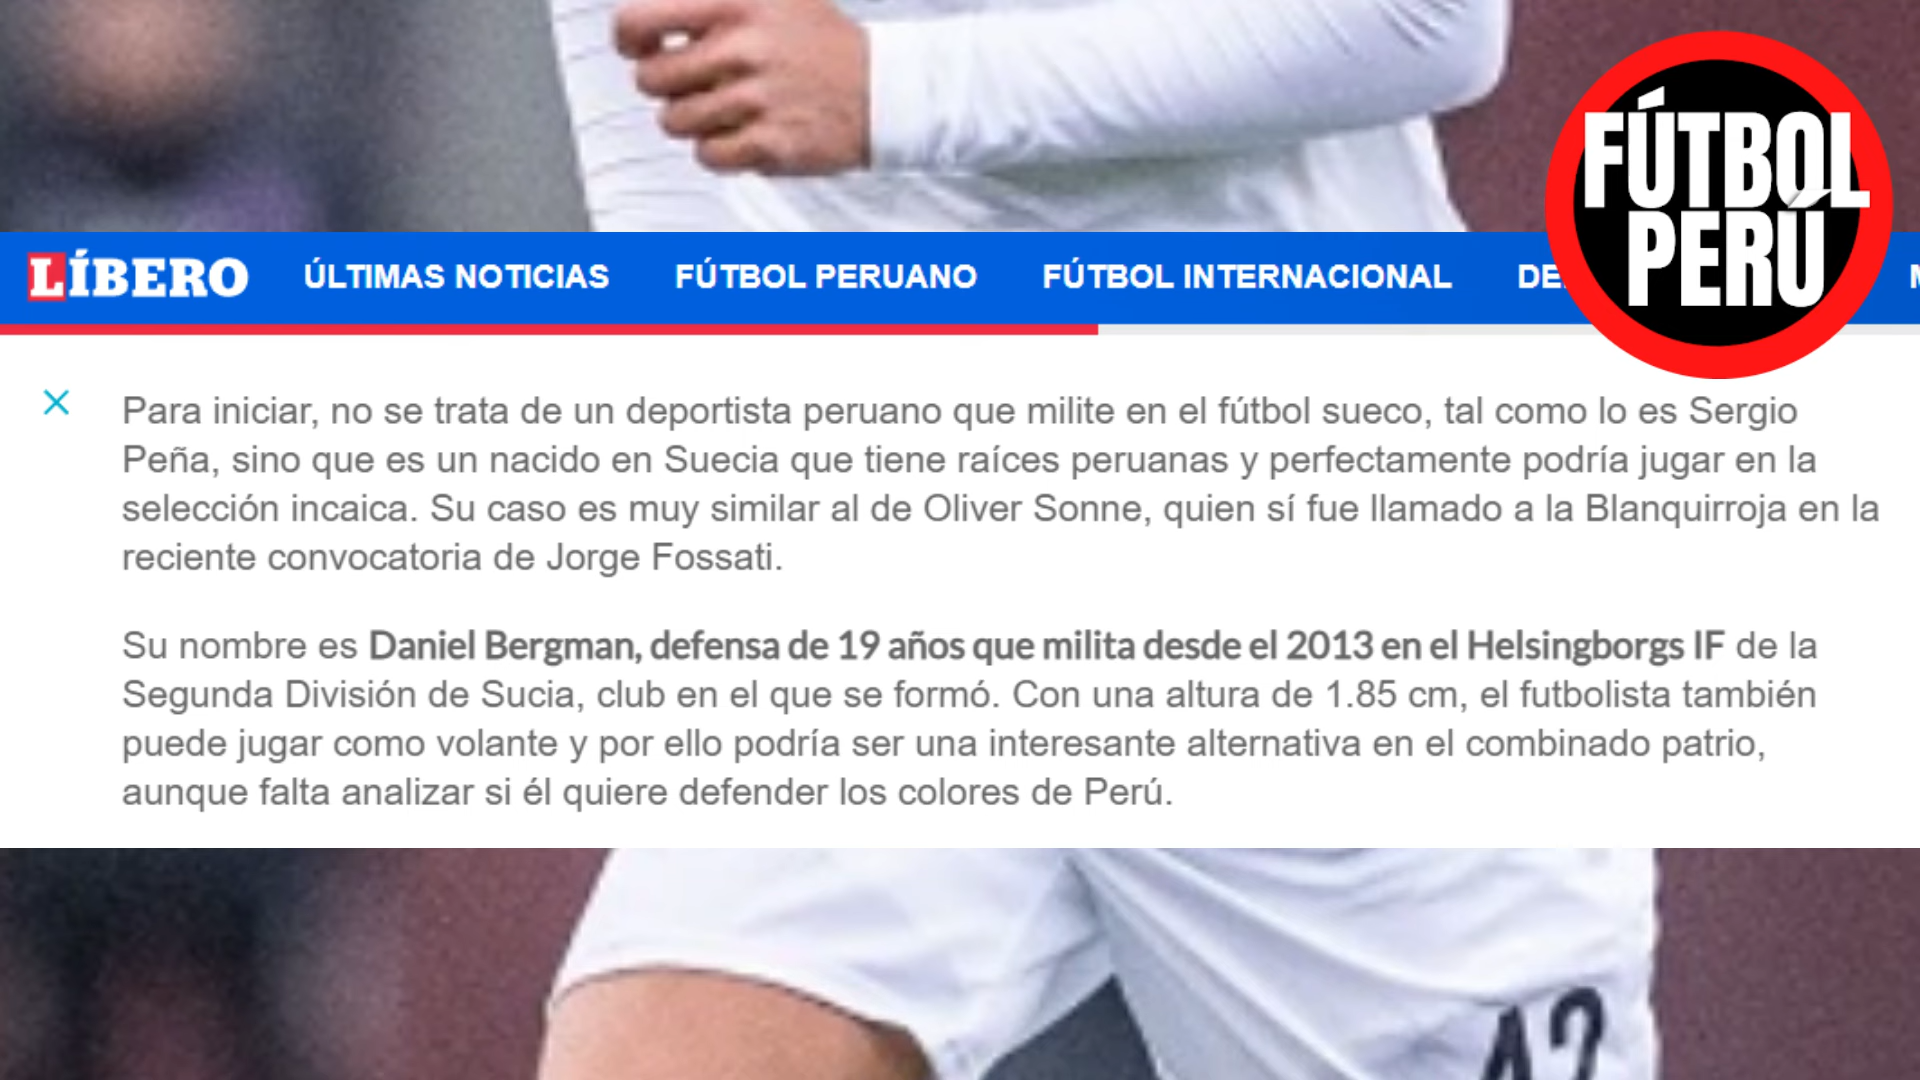 FÚTBOL
PERÚ
LÍBERO ÚLTIMAS NOTICIAS FÚTBOL PERUANO FÚTBOL INTERNACIONAL
Para iniciar, no se trata de un deportista peruano que milite en el fútbol sueco, tal como lo es Sergio
Peña, sino que es un nacido en Suecia que tiene raíces peruanas y perfectamente podría jugar en la
selección incaica. Su caso es muy similar al de Oliver Sonne, quien sí fue llamado a la Blanquirroja en la
reciente convocatoria de Jorge Fossati.
Su nombre es Daniel Bergman, defensa de 19 años que milita desde el 2013 en el Helsingborgs IF de la
Segunda División de Sucia, club en el que se formó. Con una altura de 1.85 cm, el futbolista también
puede jugar como volante y por ello podría ser una interesante alternativa en el combinado patrio,
aunque falta analizar si él quiere defender los colores de Perú.